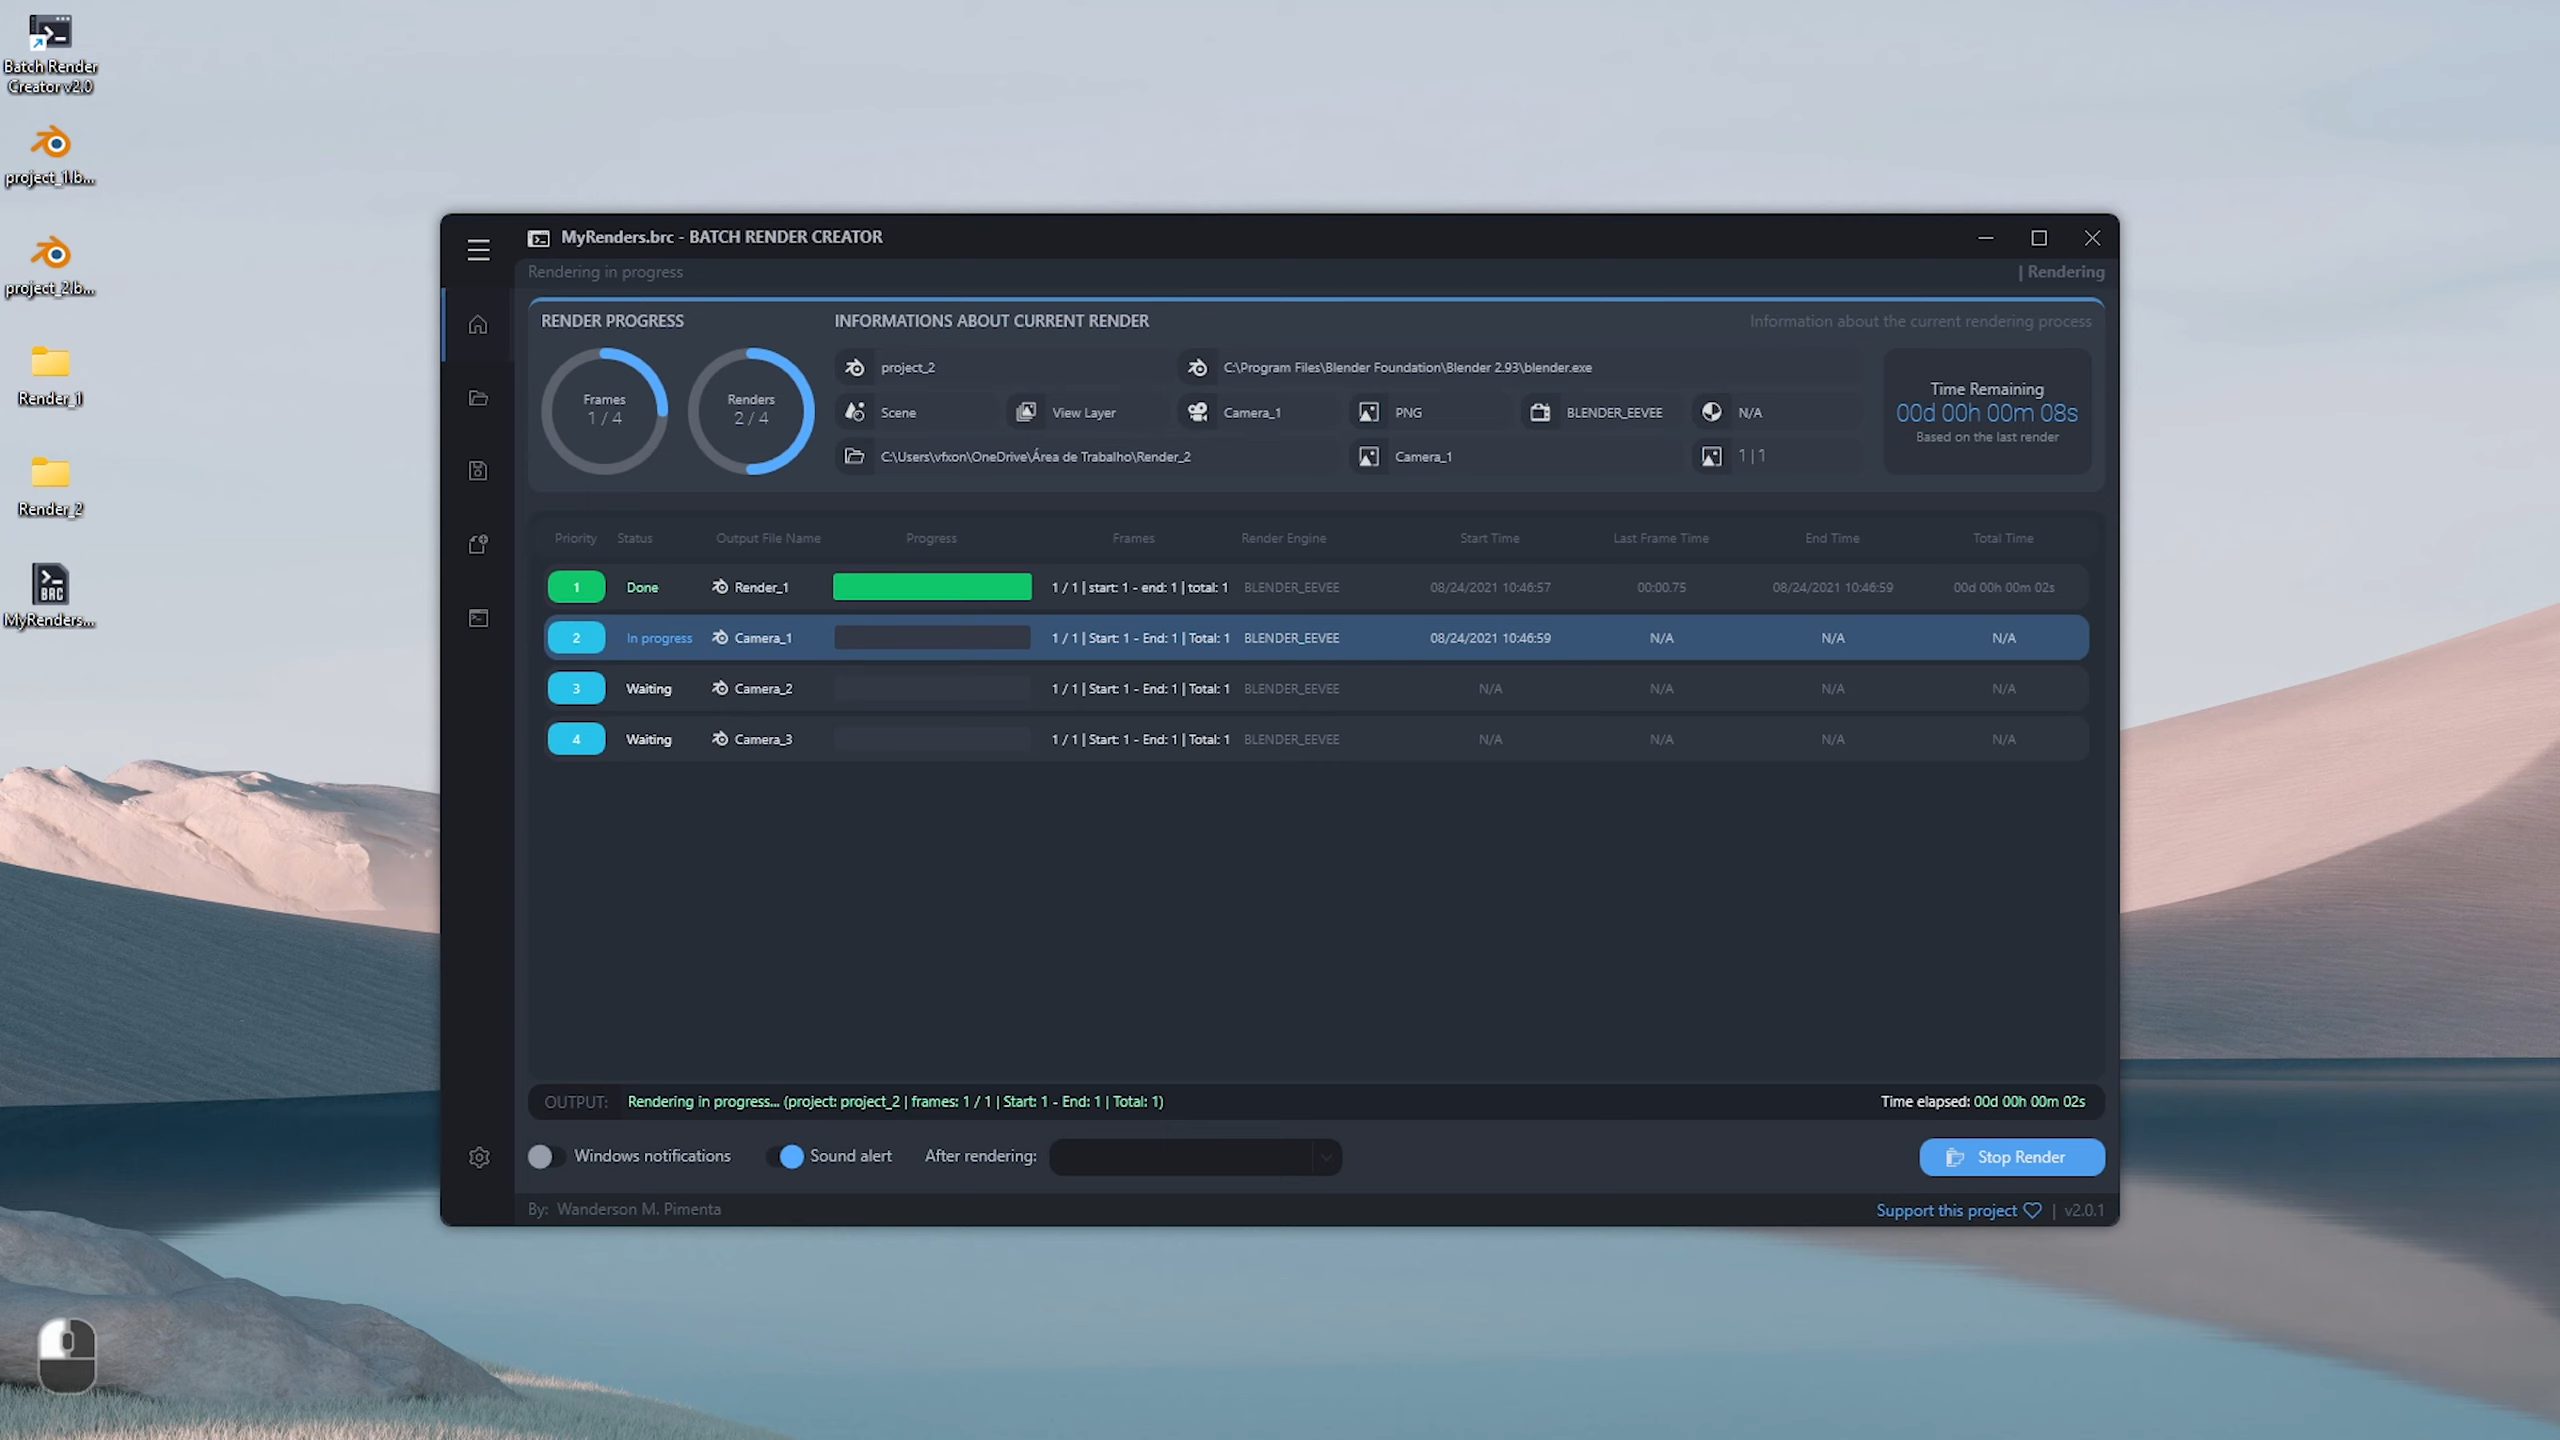 Batch Render
Creator v2.0
project_1.b...
project_2.b...
Render_1
Render_2
BRC
MyRenders...
MyRenders.brc - BATCH RENDER CREATOR
Rendering in progress
| Rendering
RENDER PROGRESS
Frames
1 / 4
Renders
2 / 4
INFORMATIONS ABOUT CURRENT RENDER
Information about the current rendering process
project_2
C:\Program Files\Blender Foundation\Blender 2.93\blender.exe
Scene
View Layer
Camera_1
PNG
BLENDER_EEVEE
N/A
C:\Users\vfxon\OneDrive\Área de Trabalho\Render_2
Camera_1
1 | 1
Time Remaining
00d 00h 00m 08s
Based on the last render
Priority Status Output File Name Progress Frames Render Engine Start Time Last Frame Time End Time Total Time
1 Done Render_1 1 / 1 | start: 1 - end: 1 | total: 1 BLENDER_EEVEE 08/24/2021 10:46:57 00:00.75 08/24/2021 10:46:59 00d 00h 00m 02s
2 In progress Camera_1 1 / 1 | Start: 1 - End: 1 | Total: 1 BLENDER_EEVEE 08/24/2021 10:46:59 N/A N/A N/A
3 Waiting Camera_2 1 / 1 | Start: 1 - End: 1 | Total: 1 BLENDER_EEVEE N/A N/A N/A N/A
4 Waiting Camera_3 1 / 1 | Start: 1 - End: 1 | Total: 1 BLENDER_EEVEE N/A N/A N/A N/A
OUTPUT: Rendering in progress... (project: project_2 | frames: 1 / 1 | Start: 1 - End: 1 | Total: 1)
Time elapsed: 00d 00h 00m 02s
Windows notifications
Sound alert
After rendering:
Stop Render
By: Wanderson M. Pimenta
Support this project | v2.0.1